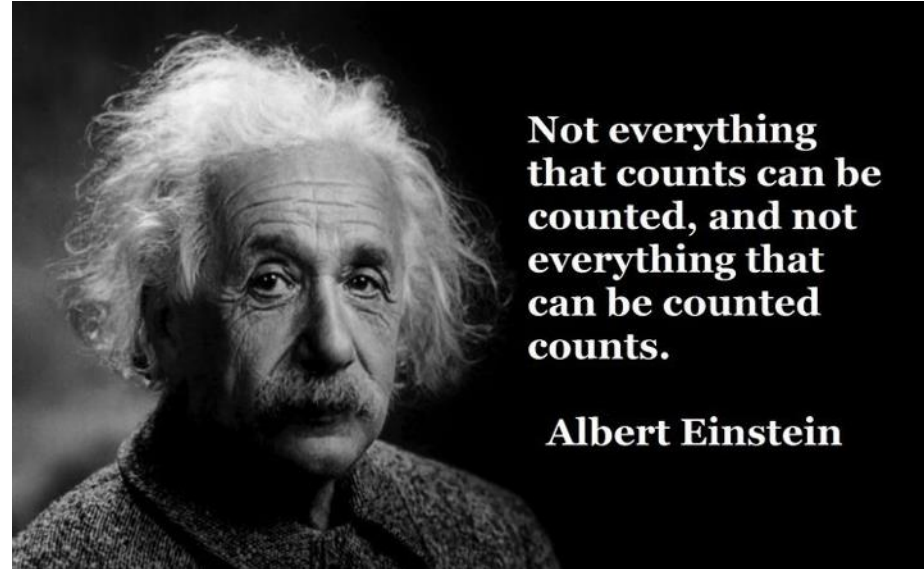 Not everything
that counts can be
counted, and not
everything that
can be counted
counts.
Albert Einstein